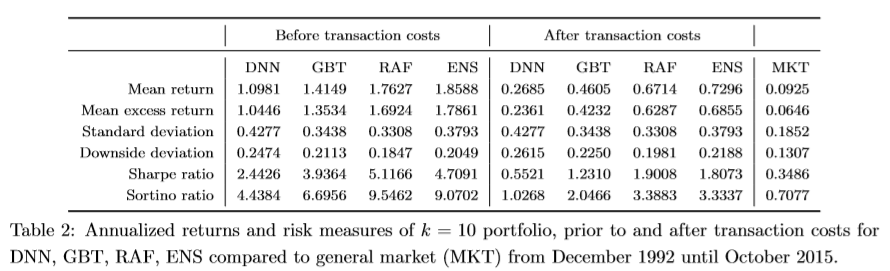 Before transaction costs After transaction costs
DNN GBT RAF ENS DNN GBT RAF ENS MKT
Mean return 1.0981 1.4149 1.7627 1.8588 0.2685 0.4605 0.6714 0.7296 0.0925
Mean excess return 1.0446 1.3534 1.6924 1.7861 0.2361 0.4232 0.6287 0.6855 0.0646
Standard deviation 0.4277 0.3438 0.3308 0.3793 0.4277 0.3438 0.3308 0.3793 0.1852
Downside deviation 0.2474 0.2113 0.1847 0.2049 0.2615 0.2250 0.1981 0.2188 0.1307
Sharpe ratio 2.4426 3.9364 5.1166 4.7091 0.5521 1.2310 1.9008 1.8073 0.3486
Sortino ratio 4.4384 6.6956 9.5462 9.0702 1.0268 2.0466 3.3883 3.3337 0.7077
Table 2: Annualized returns and risk measures of k = 10 portfolio, prior to and after transaction costs for
DNN, GBT, RAF, ENS compared to general market (MKT) from December 1992 until October 2015.